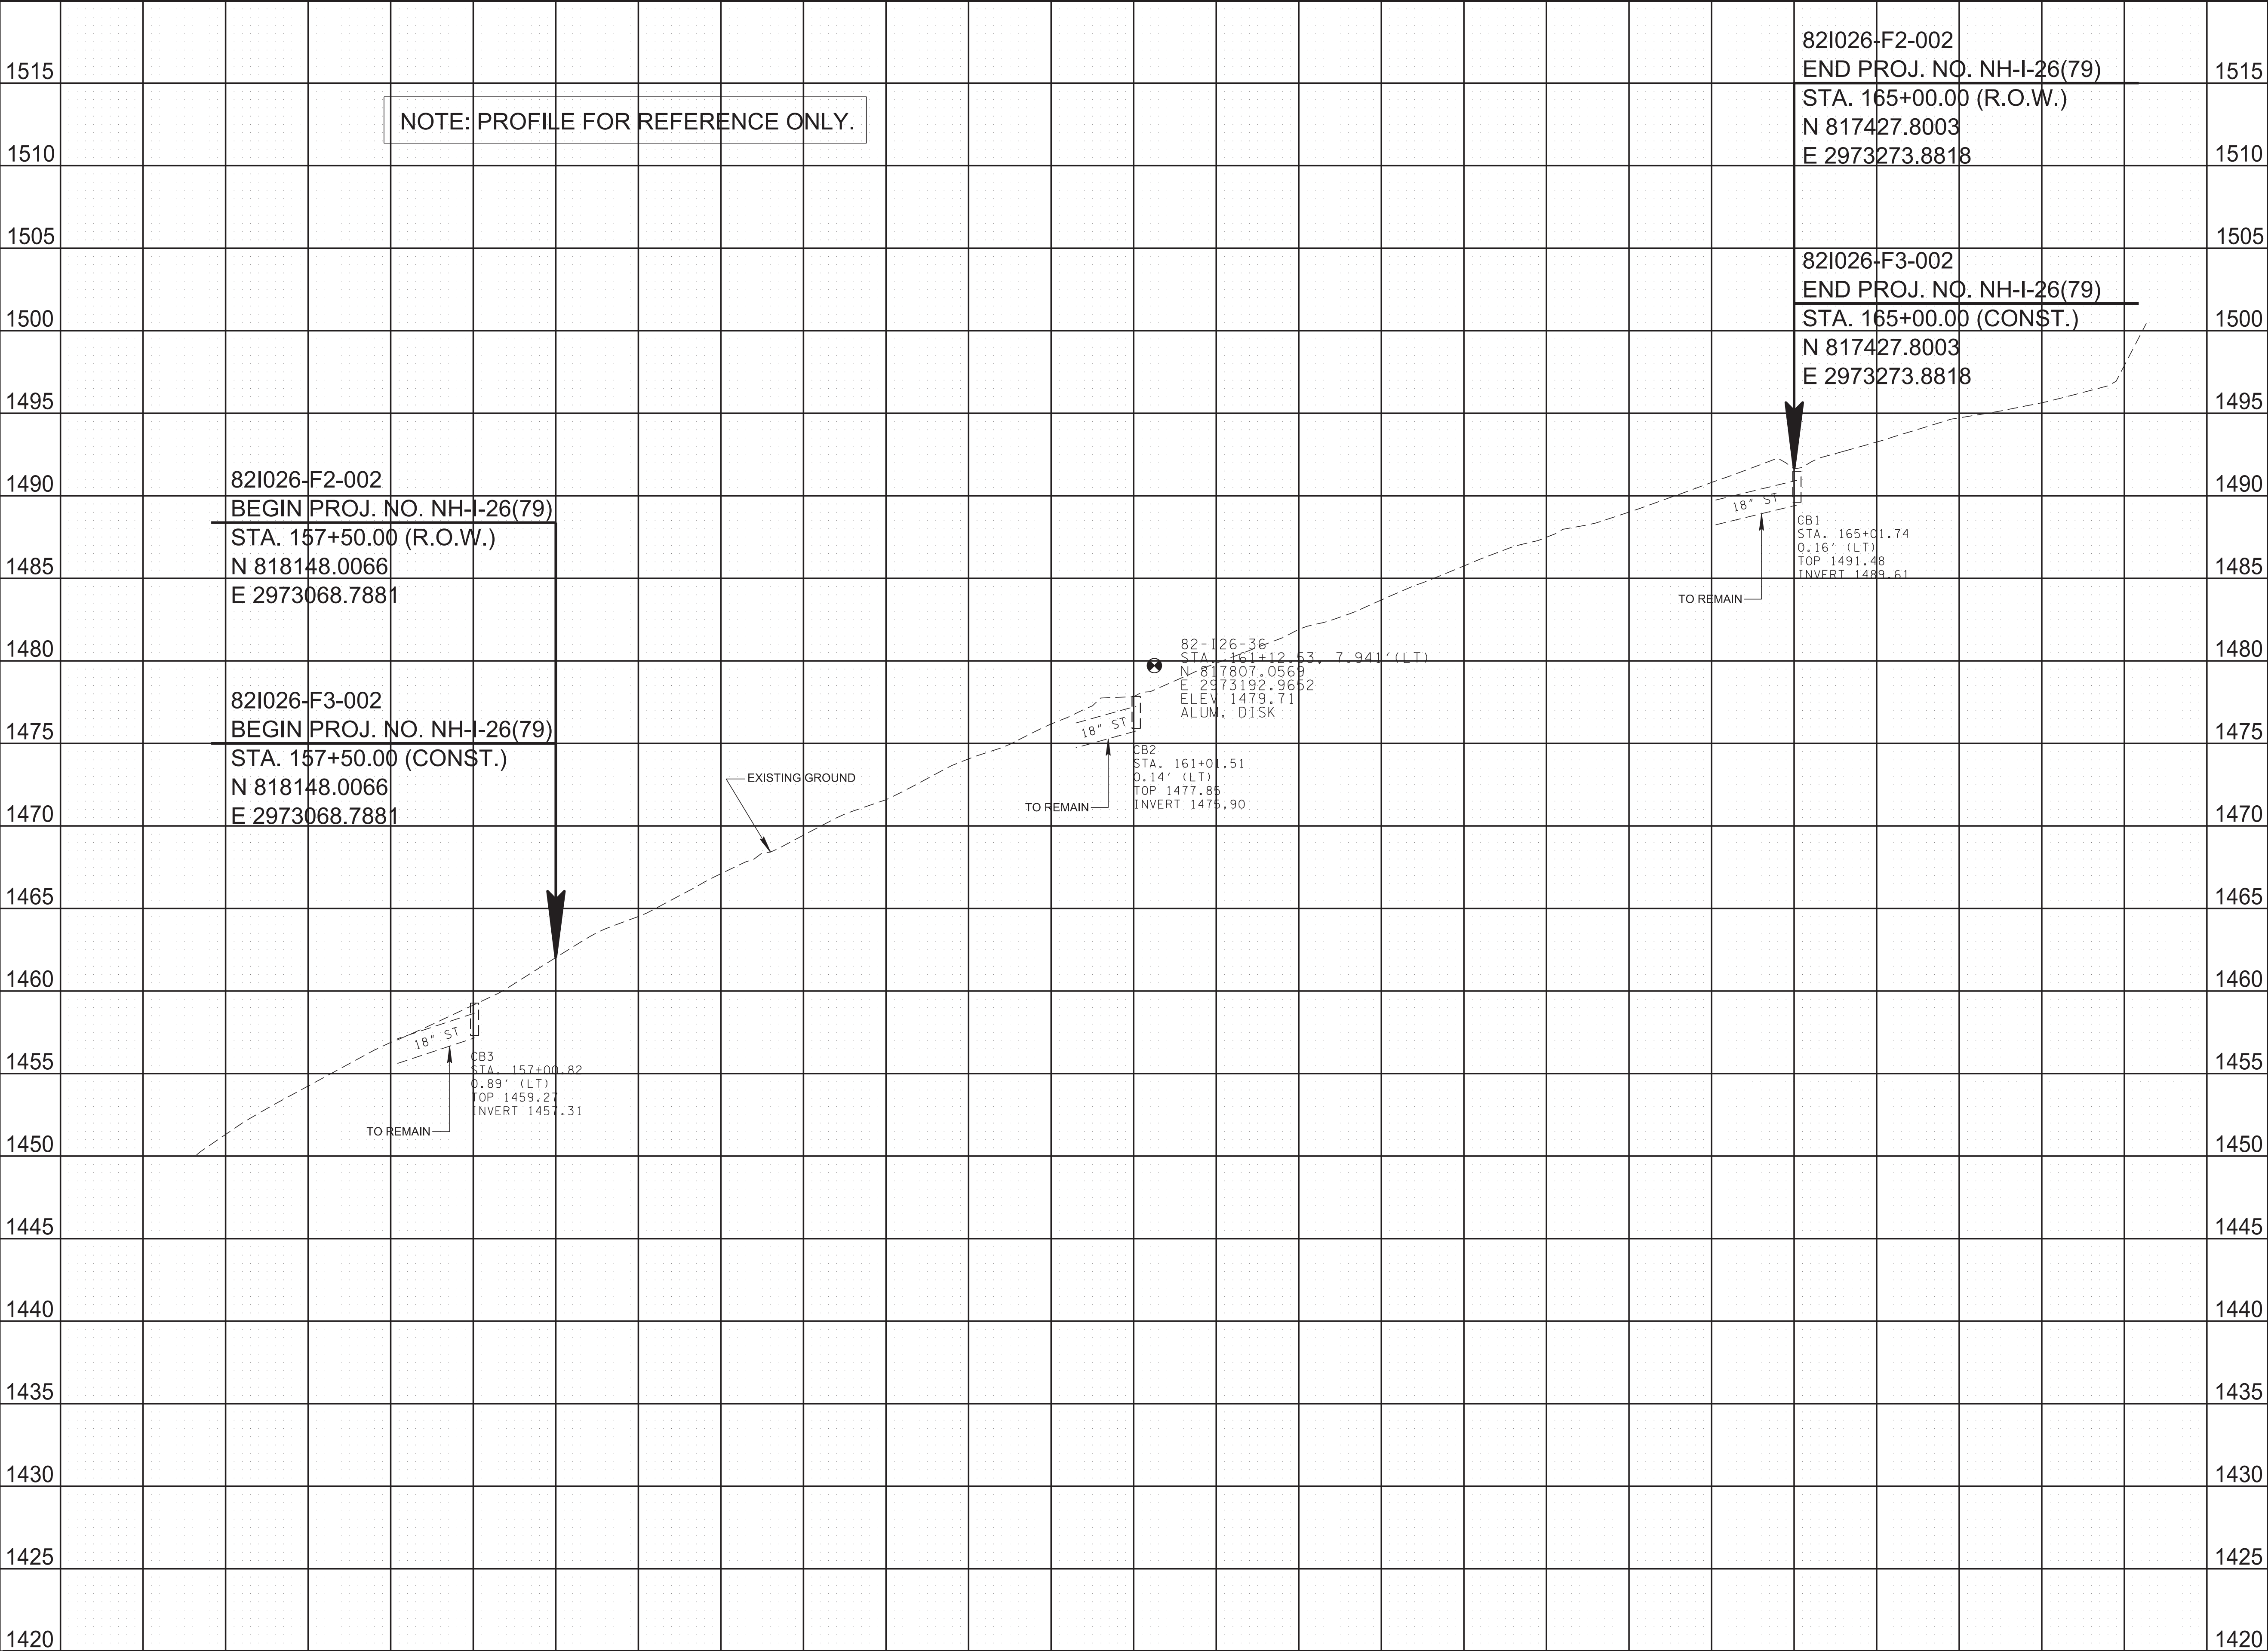 82I026-F2-002
END PROJ. NO. NH-I-26(79)
STA. 165+00.00 (R.O.W.)
N 817427.8003
E 2973273.8818
NOTE: PROFILE FOR REFERENCE ONLY.
82I026-F3-002
END PROJ. NO. NH-I-26(79)
STA. 165+00.00 (CONST.)
N 817427.8003
E 2973273.8818
82I026-F2-002
BEGIN PROJ. NO. NH-I-26(79)
STA. 157+50.00 (R.O.W.)
N 818148.0066
E 2973068.7881
82I026-F3-002
BEGIN PROJ. NO. NH-I-26(79)
STA. 157+50.00 (CONST.)
N 818148.0066
E 2973068.7881
18" ST
CB1
STA. 165+01.74
0.16' (LT)
TOP 1491.48
INVERT 1489.61
TO REMAIN
82-I26-36
STA. 161+12.53, 7.941'(LT)
N 817807.0569
E 2973192.9652
ELEV 1479.71
ALUM. DISK
18" ST
CB2
STA. 161+01.51
0.14' (LT)
TOP 1477.85
INVERT 1475.90
TO REMAIN
EXISTING GROUND
18" ST
CB3
STA. 157+00.82
0.89' (LT)
TOP 1459.27
INVERT 1457.31
TO REMAIN
1515 1515
1510 1510
1505 1505
1500 1500
1495 1495
1490 1490
1485 1485
1480 1480
1475 1475
1470 1470
1465 1465
1460 1460
1455 1455
1450 1450
1445 1445
1440 1440
1435 1435
1430 1430
1425 1425
1420 1420